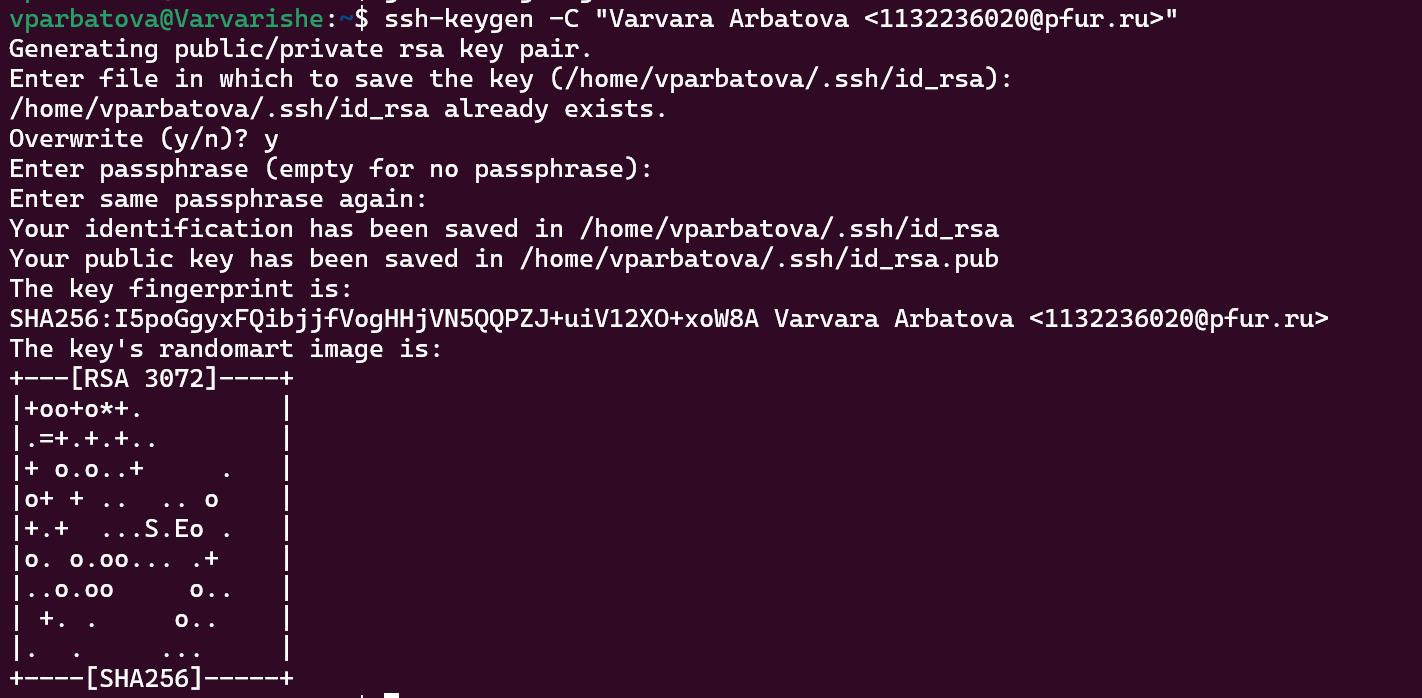 vparbatova@Varvarishe:~$ ssh-keygen -C "Varvara Arbatova <1132236020@pfur.ru>"
Generating public/private rsa key pair.
Enter file in which to save the key (/home/vparbatova/.ssh/id_rsa):
/home/vparbatova/.ssh/id_rsa already exists.
Overwrite (y/n)? y
Enter passphrase (empty for no passphrase):
Enter same passphrase again:
Your identification has been saved in /home/vparbatova/.ssh/id_rsa
Your public key has been saved in /home/vparbatova/.ssh/id_rsa.pub
The key fingerprint is:
SHA256:I5poGgyxFQibjjfVogHHjVN5QQPZJ+uiV12XO+xoW8A Varvara Arbatova <1132236020@pfur.ru>
The key's randomart image is:
+---[RSA 3072]----+
|+oo+o*+.         |
|.=+.+.+..        |
|+ o.o..+     .   |
|o+ + ..  .. o    |
|+.+  ...S.Eo .   |
|o. o.oo... .+    |
|..o.oo     o..   |
| +. .     o..    |
|.  .     ...     |
+----[SHA256]-----+